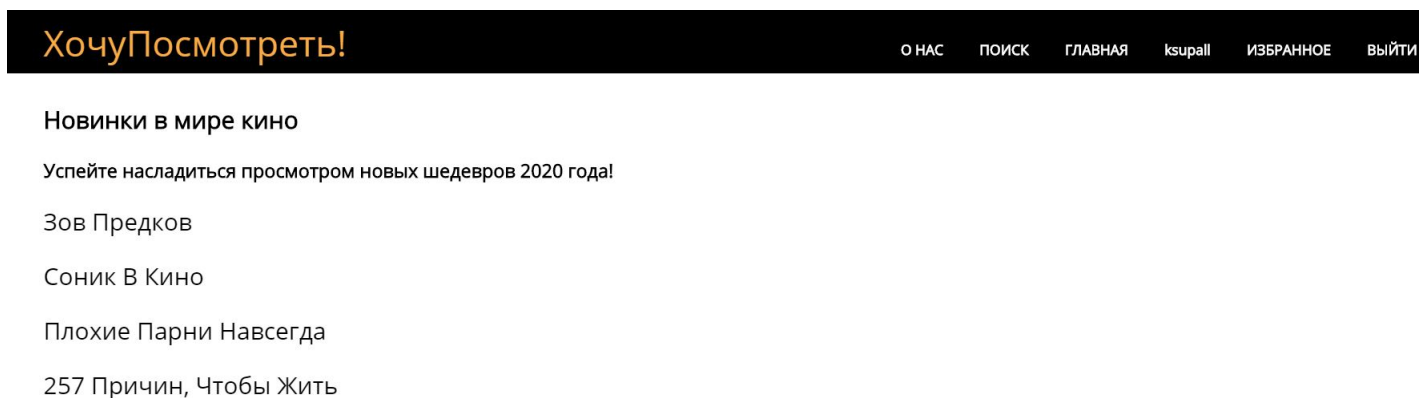 ХочуПосмотреть!
О НАС ПОИСК ГЛАВНАЯ ksupall ИЗБРАННОЕ ВЫЙТИ
Новинки в мире кино
Успейте насладиться просмотром новых шедевров 2020 года!
Зов Предков
Соник В Кино
Плохие Парни Навсегда
257 Причин, Чтобы Жить